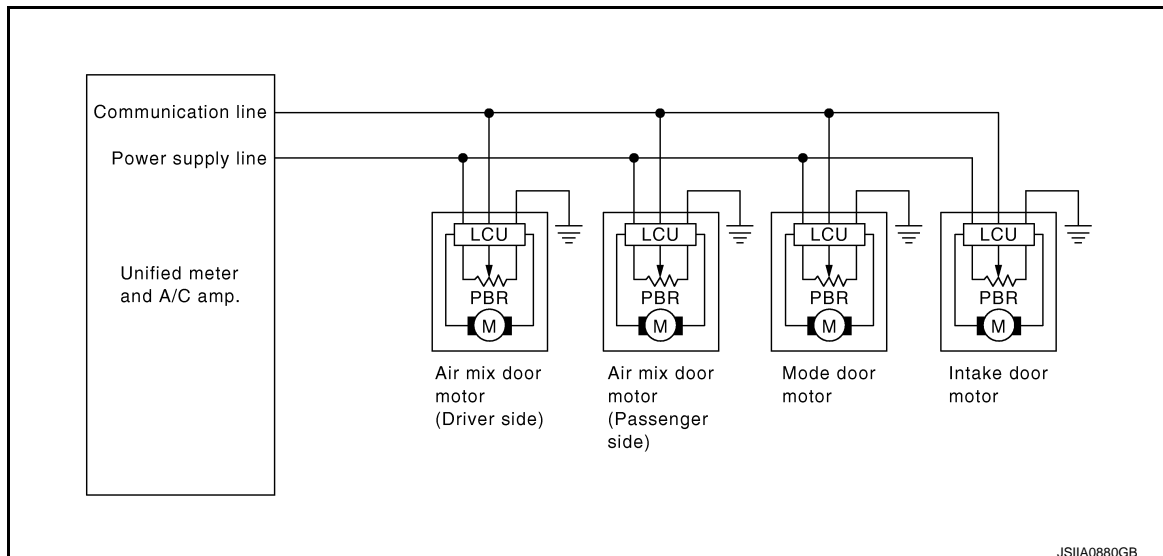 Communication line
Power supply line
Unified meter
and A/C amp.
LCU
PBR
M
Air mix door
motor
(Driver side)
LCU
PBR
M
Air mix door
motor
(Passenger
side)
LCU
PBR
M
Mode door
motor
LCU
PBR
M
Intake door
motor
JSIIA0880GB